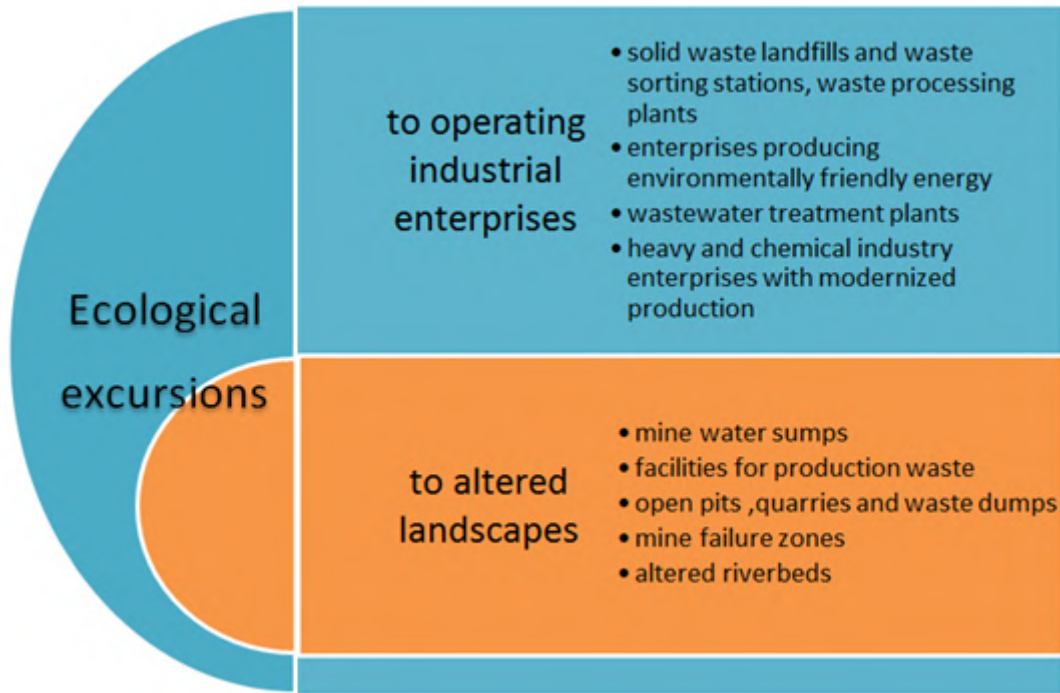 Ecological
excursions
to operating
industrial
enterprises
• solid waste landfills and waste
sorting stations, waste processing
plants
• enterprises producing
environmentally friendly energy
• wastewater treatment plants
• heavy and chemical industry
enterprises with modernized
production
to altered
landscapes
• mine water sumps
• facilities for production waste
• open pits ,quarries and waste dumps
• mine failure zones
• altered riverbeds